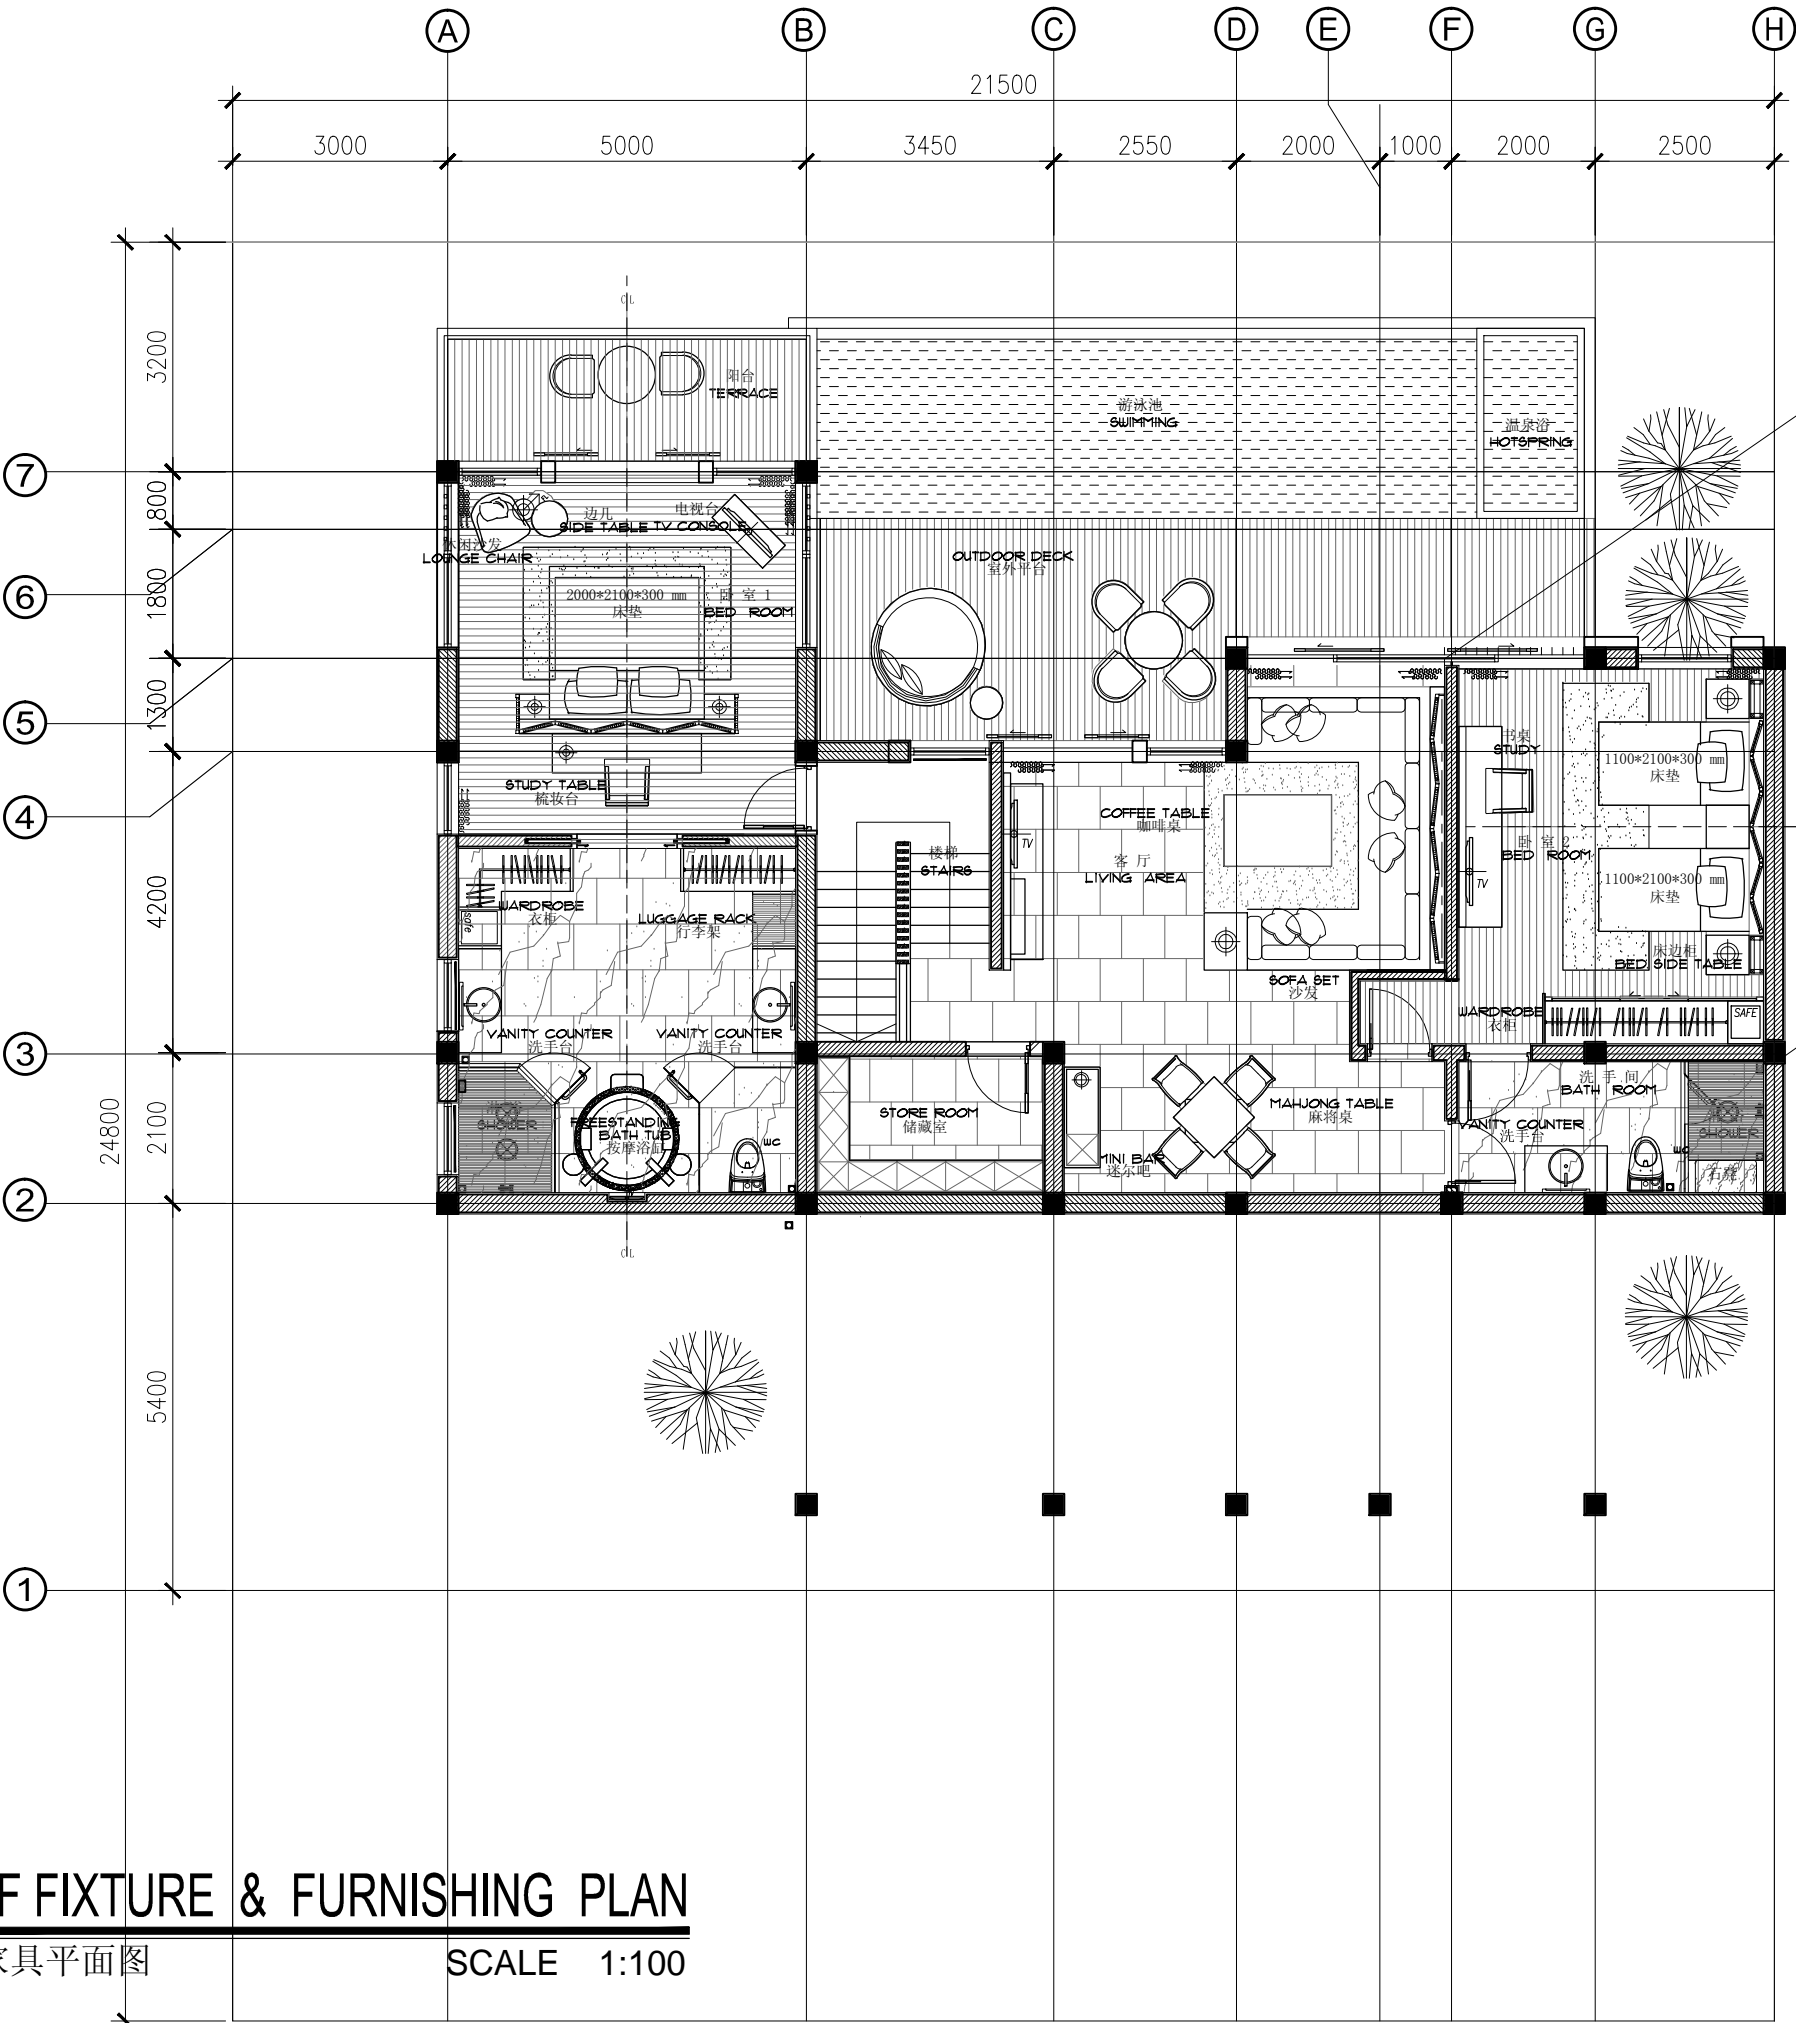 A
B
C
D
E
F
G
H
21500
3000
5000
3450
2550
2000
1000
2000
2500
C L
3200
阳台
TERRACE
游泳池
SWIMMING
温泉浴
HOTSPRING
7
800
边几
SIDE TABLE
电视台
TV CONSOLE
休闲沙发
LOUNGE CHAIR
OUTDOOR DECK
室外平台
6
1800
2000*2100*300 mm
床垫
卧 室 1
BED ROOM
5
1300
书桌
STUDY
1100*2100*300 mm
床垫
STUDY TABLE
梳妆台
4
COFFEE TABLE
咖啡桌
TV
楼梯
STAIRS
客 厅
LIVING AREA
卧 室 2
BED ROOM
TV
1100*2100*300 mm
床垫
4200
WARDROBE
衣柜
safe
LUGGAGE RACK
行李架
床边柜
BED SIDE TABLE
SOFA SET
沙发
WARDROBE
衣柜
SAFE
VANITY COUNTER
洗手台
VANITY COUNTER
洗手台
3
洗 手 间
BATH ROOM
24800
2100
SHOWER
FREESTANDING
BATH TUB
按摩浴缸
WC
STORE ROOM
储藏室
MAHJONG TABLE
麻将桌
MINI BAR
迷尔吧
VANITY COUNTER
洗手台
WC
SHOWER
2
C L
5400
1
F FIXTURE & FURNISHING PLAN
家具平面图
SCALE 1:100